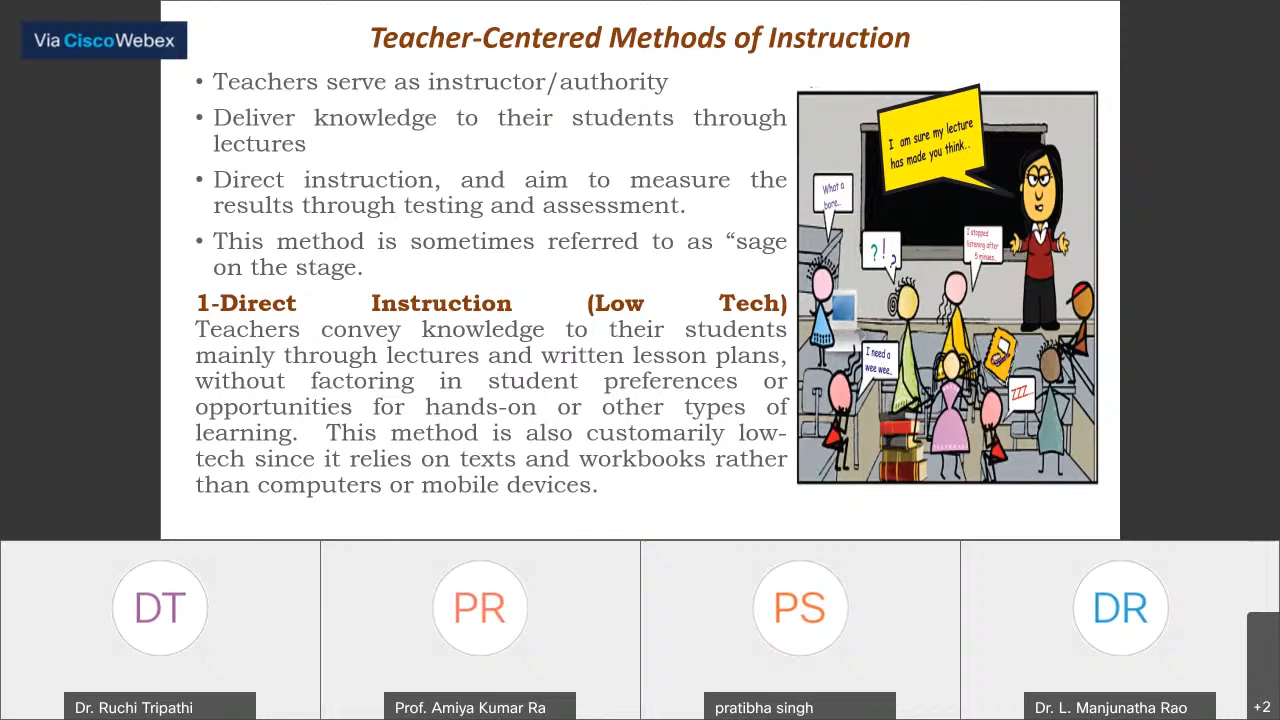 Via Cisco Webex
Teacher-Centered Methods of Instruction
• Teachers serve as instructor/authority
• Deliver knowledge to their students through
lectures
• Direct instruction, and aim to measure the
results through testing and assessment.
• This method is sometimes referred to as “sage
on the stage.
1-Direct Instruction (Low Tech)
Teachers convey knowledge to their students
mainly through lectures and written lesson plans,
without factoring in student preferences or
opportunities for hands-on or other types of
learning. This method is also customarily low-
tech since it relies on texts and workbooks rather
than computers or mobile devices.
I am sure my lecture
has made you think..
What a
bore..
? ! ?
I stopped
listening after
5 minues..
I need a
wee wee..
ZZZ...
DT
PR
PS
DR
Dr. Ruchi Tripathi
Prof. Amiya Kumar Ra
pratibha singh
Dr. L. Manjunatha Rao
+2